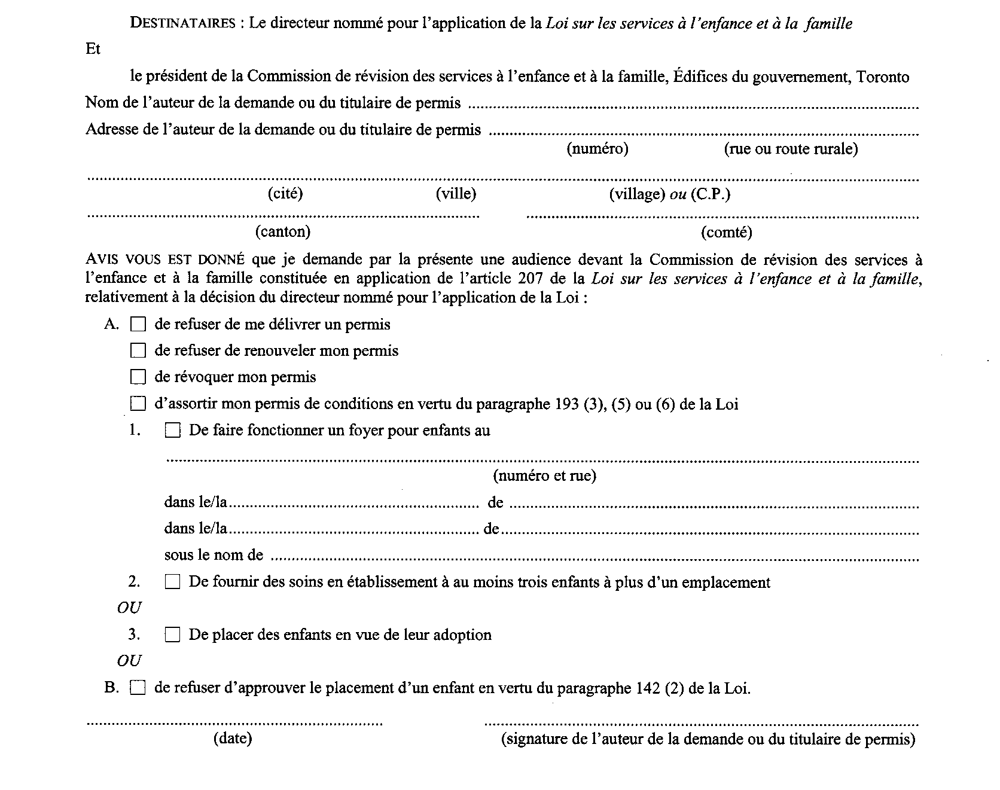 DESTINATAIRES : Le directeur nommé pour l'application de la Loi sur les services à l'enfance et à la famille
Et
le président de la Commission de révision des services à l'enfance et à la famille, Édifices du gouvernement, Toronto
Nom de l'auteur de la demande ou du titulaire de permis ....................
Adresse de l'auteur de la demande ou du titulaire de permis ....................
(numéro) (rue ou route rurale)
....................
(cité) (ville) (village) ou (C.P.)
.................... ....................
(canton) (comté)
AVIS VOUS EST DONNÉ que je demande par la présente une audience devant la Commission de révision des services à
l'enfance et à la famille constituée en application de l'article 207 de la Loi sur les services à l'enfance et à la famille,
relativement à la décision du directeur nommé pour l'application de la Loi :
A. ☐ de refuser de me délivrer un permis
☐ de refuser de renouveler mon permis
☐ de révoquer mon permis
☐ d'assortir mon permis de conditions en vertu du paragraphe 193 (3), (5) ou (6) de la Loi
1. ☐ De faire fonctionner un foyer pour enfants au
....................
(numéro et rue)
dans le/la.................... de ....................
dans le/la.................... de....................
sous le nom de ....................
2. ☐ De fournir des soins en établissement à au moins trois enfants à plus d'un emplacement
OU
3. ☐ De placer des enfants en vue de leur adoption
OU
B. ☐ de refuser d'approuver le placement d'un enfant en vertu du paragraphe 142 (2) de la Loi.
.................... ....................
(date) (signature de l'auteur de la demande ou du titulaire de permis)